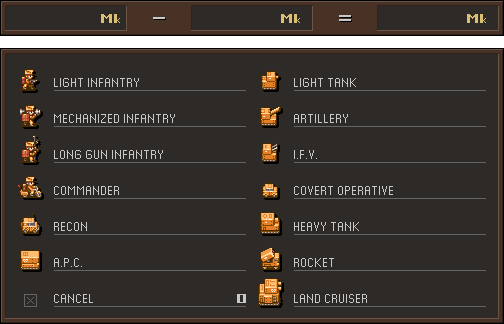 Mk – Mk = Mk
LIGHT INFANTRY
MECHANIZED INFANTRY
LONG GUN INFANTRY
COMMANDER
RECON
A.P.C.
CANCEL
LIGHT TANK
ARTILLERY
I.F.Y.
COVERT OPERATIVE
HEAVY TANK
ROCKET
LAND CRUISER